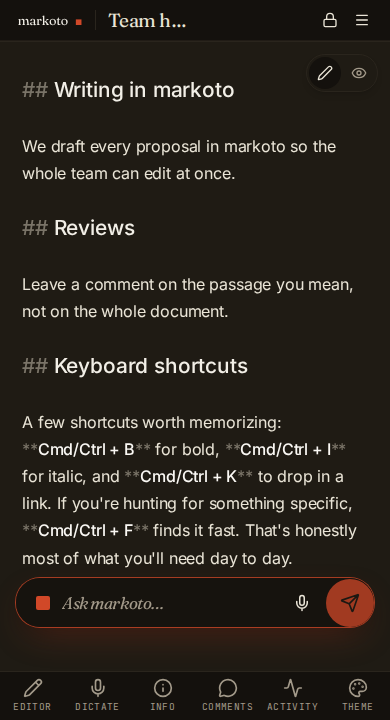 markoto
Team h...
## Writing in markoto
We draft every proposal in markoto so the
whole team can edit at once.
## Reviews
Leave a comment on the passage you mean,
not on the whole document.
## Keyboard shortcuts
A few shortcuts worth memorizing:
**Cmd/Ctrl + B** for bold, **Cmd/Ctrl + I**
for italic, and **Cmd/Ctrl + K** to drop in a
link. If you're hunting for something specific,
**Cmd/Ctrl + F** finds it fast. That's honestly
most of what you'll need day to day.
Ask markoto...
EDITOR DICTATE INFO COMMENTS ACTIVITY THEME